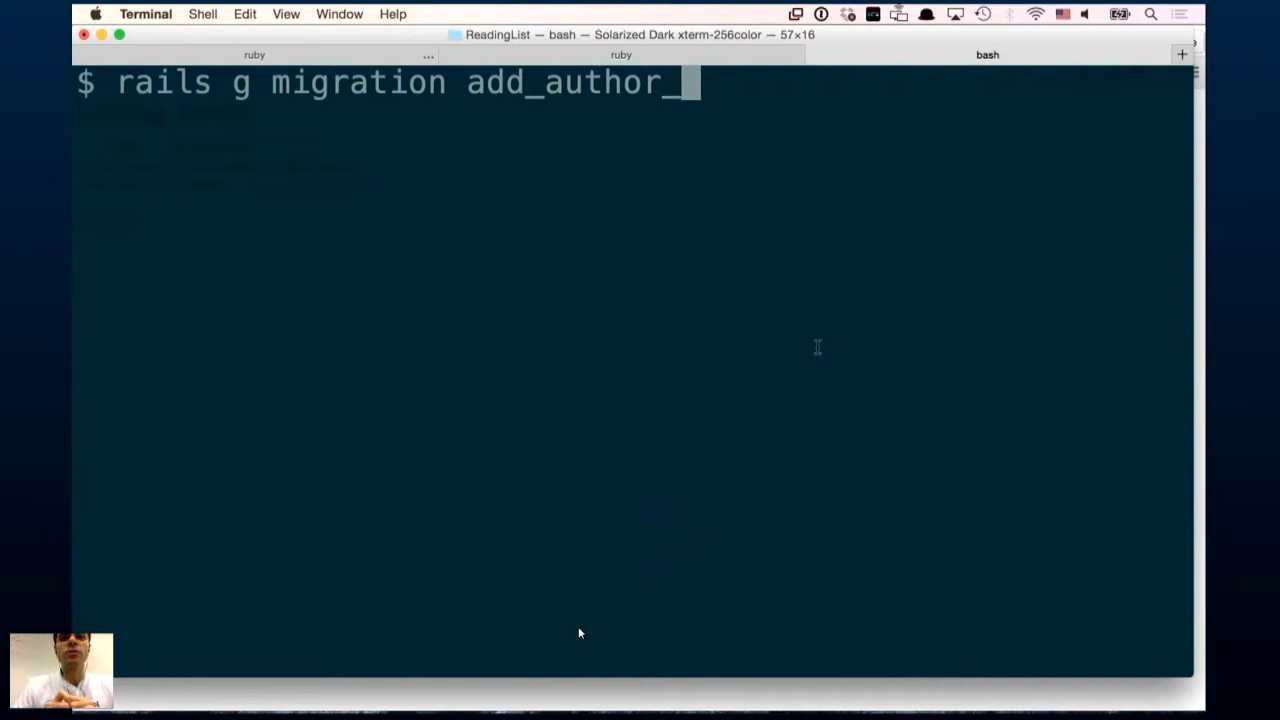 Terminal Shell Edit View Window Help
ReadingList — bash — Solarized Dark xterm-256color — 57×16
ruby ... ruby bash +
$ rails g migration add_author_